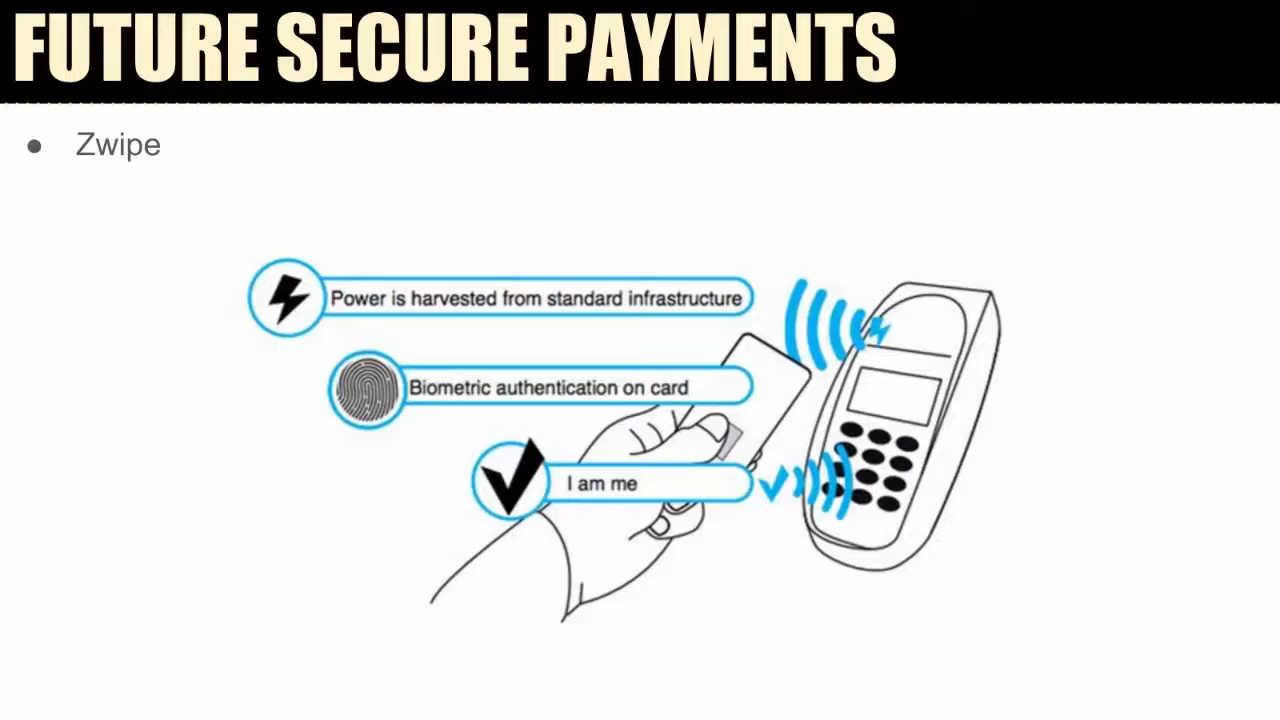 FUTURE SECURE PAYMENTS
● Zwipe
Power is harvested from standard infrastructure
Biometric authentication on card
I am me